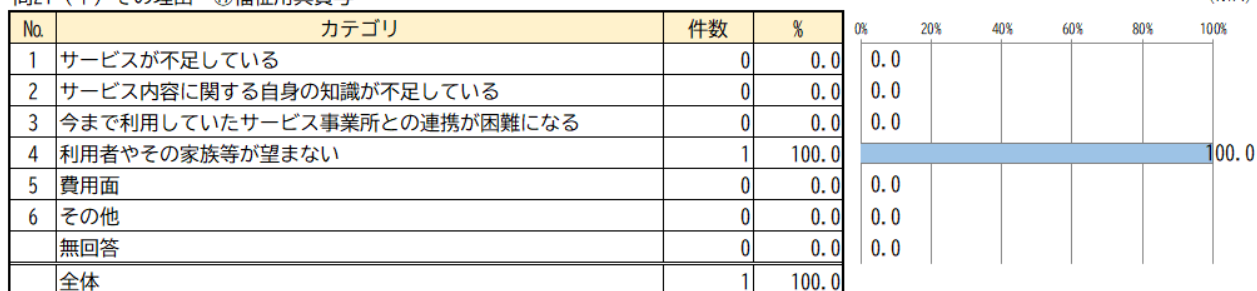 No. カテゴリ 件数 % 0% 20% 40% 60% 80% 100%
1 サービスが不足している 0 0.0 0.0
2 サービス内容に関する自身の知識が不足している 0 0.0 0.0
3 今まで利用していたサービス事業所との連携が困難になる 0 0.0 0.0
4 利用者やその家族等が望まない 1 100.0 100.0
5 費用面 0 0.0 0.0
6 その他 0 0.0 0.0
無回答 0 0.0 0.0
全体 1 100.0